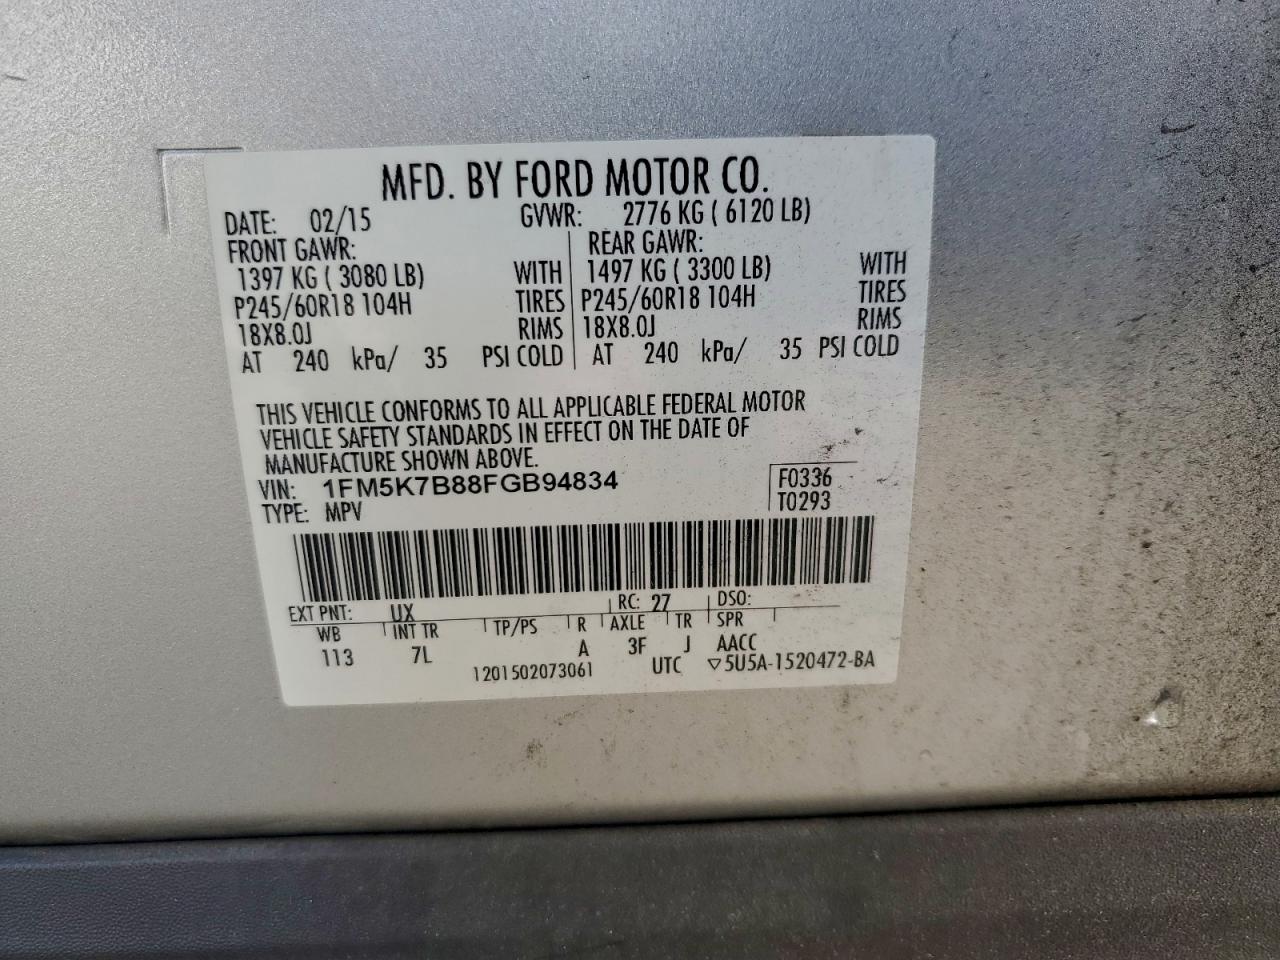 MFD. BY FORD MOTOR CO.
DATE: 02/15 GVWR: 2776 KG ( 6120 LB)
FRONT GAWR: REAR GAWR:
1397 KG ( 3080 LB) WITH 1497 KG ( 3300 LB) WITH
P245/60R18 104H TIRES P245/60R18 104H TIRES
18X8.0J RIMS 18X8.0J RIMS
AT 240 kPa/ 35 PSI COLD AT 240 kPa/ 35 PSI COLD
THIS VEHICLE CONFORMS TO ALL APPLICABLE FEDERAL MOTOR
VEHICLE SAFETY STANDARDS IN EFFECT ON THE DATE OF
MANUFACTURE SHOWN ABOVE.
VIN: 1FM5K7B88FGB94834 F0336
TYPE: MPV T0293
EXT PNT: UX RC: 27 DSO:
WB INT TR TP/PS R AXLE TR SPR
113 7L A 3F J AACC
1201502073061 UTC ▽5U5A-1520472-BA